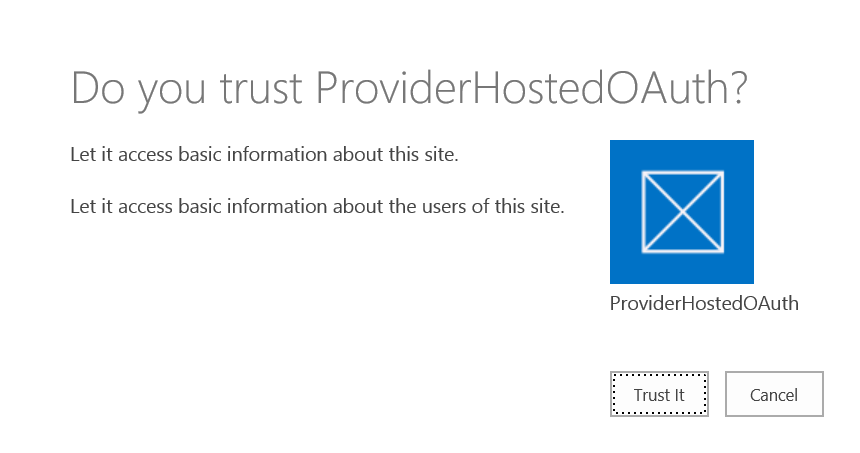 Do you trust ProviderHostedOAuth?
Let it access basic information about this site.
Let it access basic information about the users of this site.
ProviderHostedOAuth
Trust It
Cancel